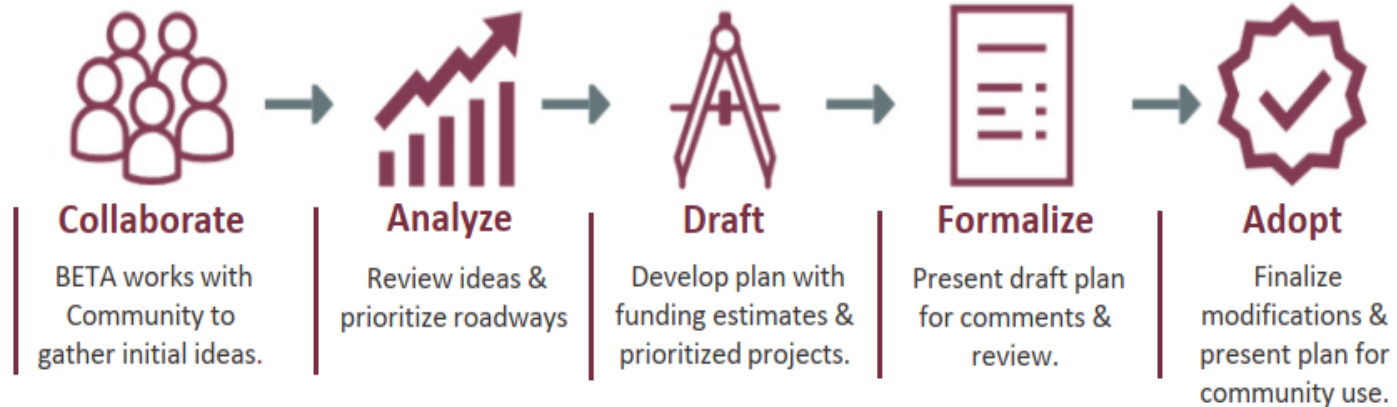 Collaborate
BETA works with
Community to
gather initial ideas.
Analyze
Review ideas &
prioritize roadways
Draft
Develop plan with
funding estimates &
prioritized projects.
Formalize
Present draft plan
for comments &
review.
Adopt
Finalize
modifications &
present plan for
community use.